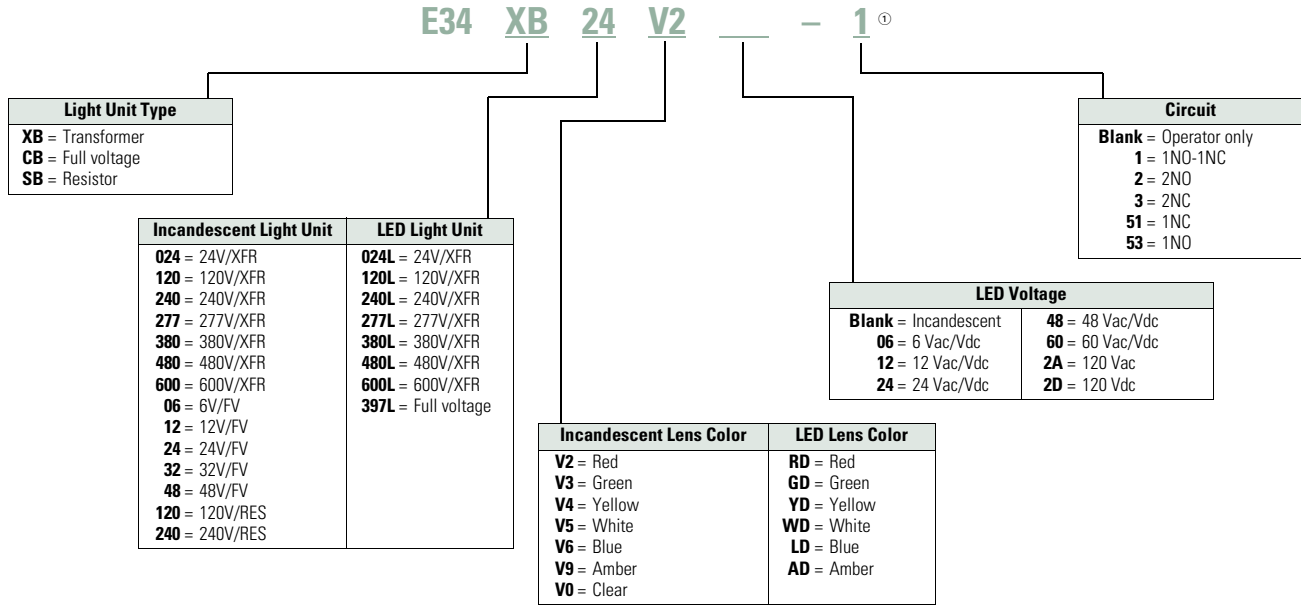 E34 XB 24 V2 ___ – 1 ①
Light Unit Type
XB = Transformer
CB = Full voltage
SB = Resistor
Incandescent Light Unit
024 = 24V/XFR
120 = 120V/XFR
240 = 240V/XFR
277 = 277V/XFR
380 = 380V/XFR
480 = 480V/XFR
600 = 600V/XFR
06 = 6V/FV
12 = 12V/FV
24 = 24V/FV
32 = 32V/FV
48 = 48V/FV
120 = 120V/RES
240 = 240V/RES
LED Light Unit
024L = 24V/XFR
120L = 120V/XFR
240L = 240V/XFR
277L = 277V/XFR
380L = 380V/XFR
480L = 480V/XFR
600L = 600V/XFR
397L = Full voltage
Incandescent Lens Color
V2 = Red
V3 = Green
V4 = Yellow
V5 = White
V6 = Blue
V9 = Amber
V0 = Clear
LED Lens Color
RD = Red
GD = Green
YD = Yellow
WD = White
LD = Blue
AD = Amber
LED Voltage
Blank = Incandescent
06 = 6 Vac/Vdc
12 = 12 Vac/Vdc
24 = 24 Vac/Vdc
48 = 48 Vac/Vdc
60 = 60 Vac/Vdc
2A = 120 Vac
2D = 120 Vdc
Circuit
Blank = Operator only
1 = 1NO-1NC
2 = 2NO
3 = 2NC
51 = 1NC
53 = 1NO